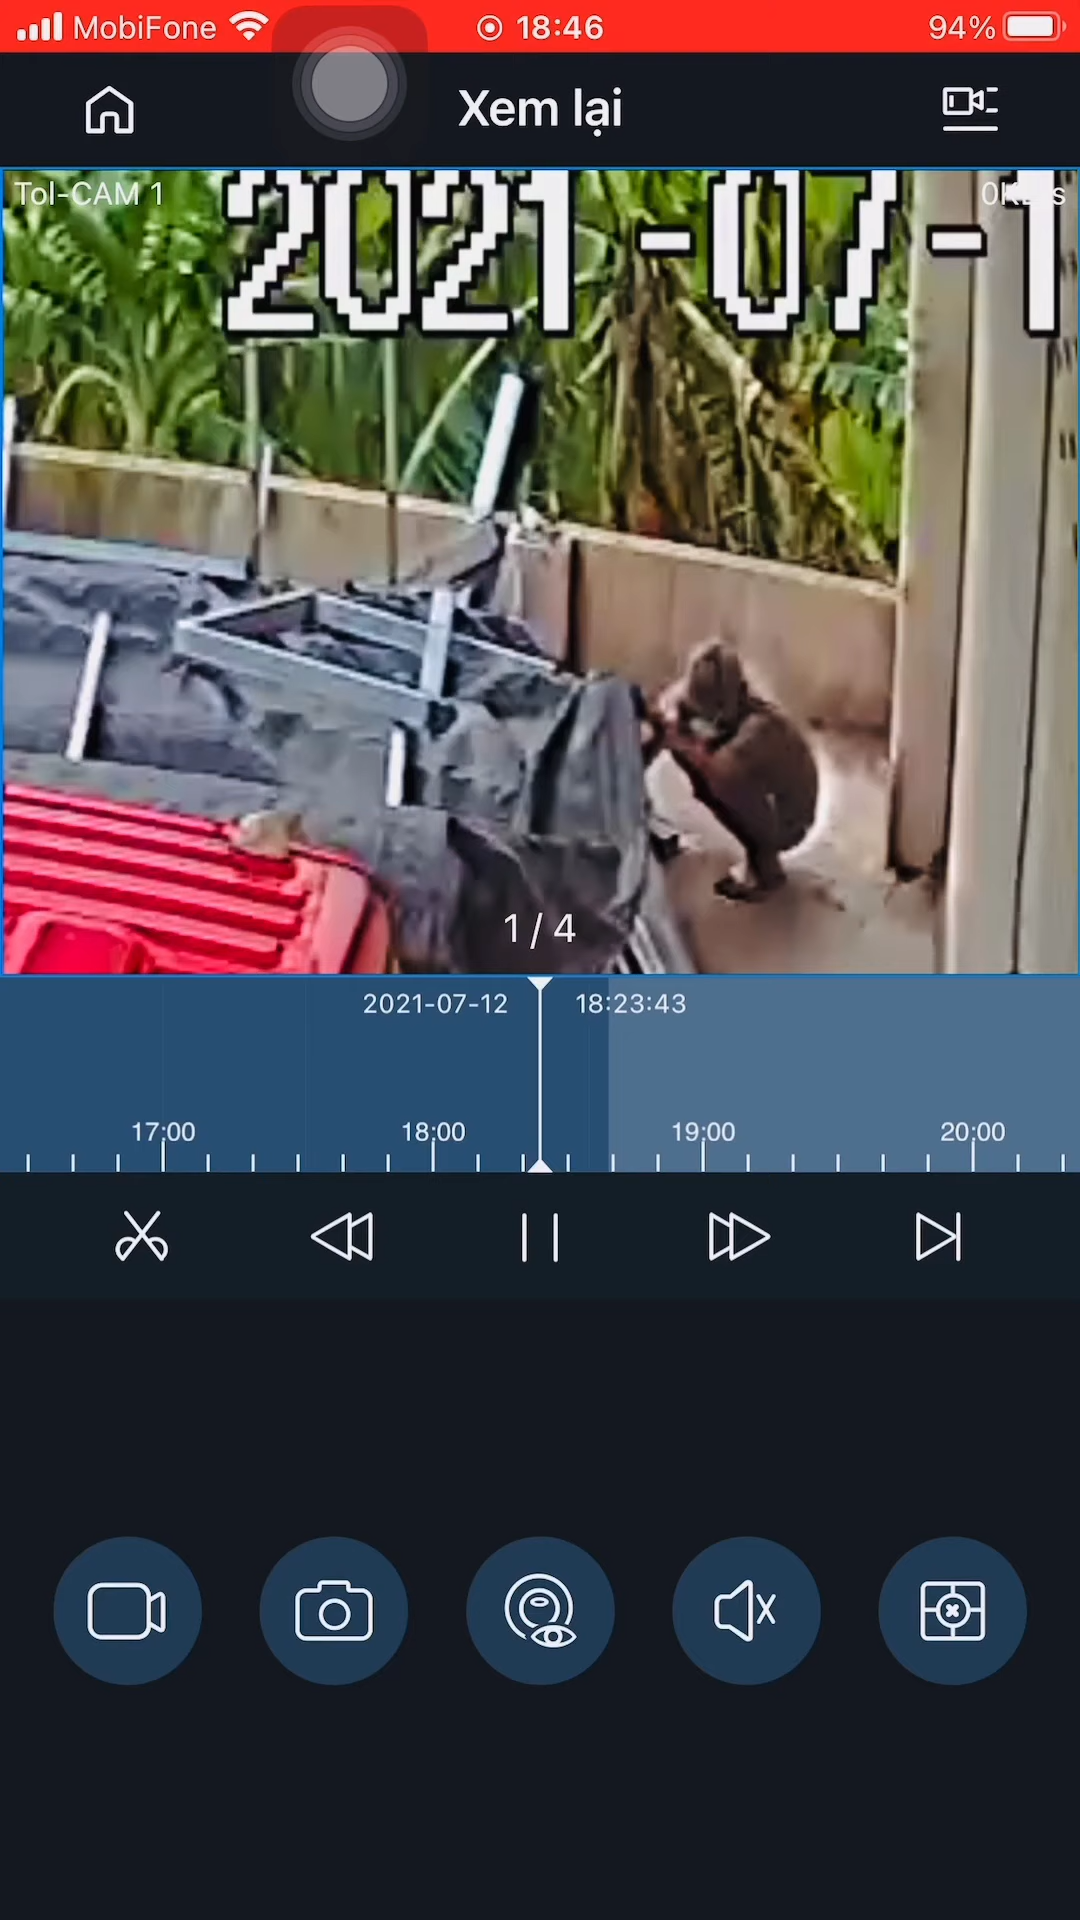 MobiFone 18:46 94%
Xem lại
Tol-CAM 1
2021-07-1
1 / 4
2021-07-12 18:23:43
17:00 18:00 19:00 20:00